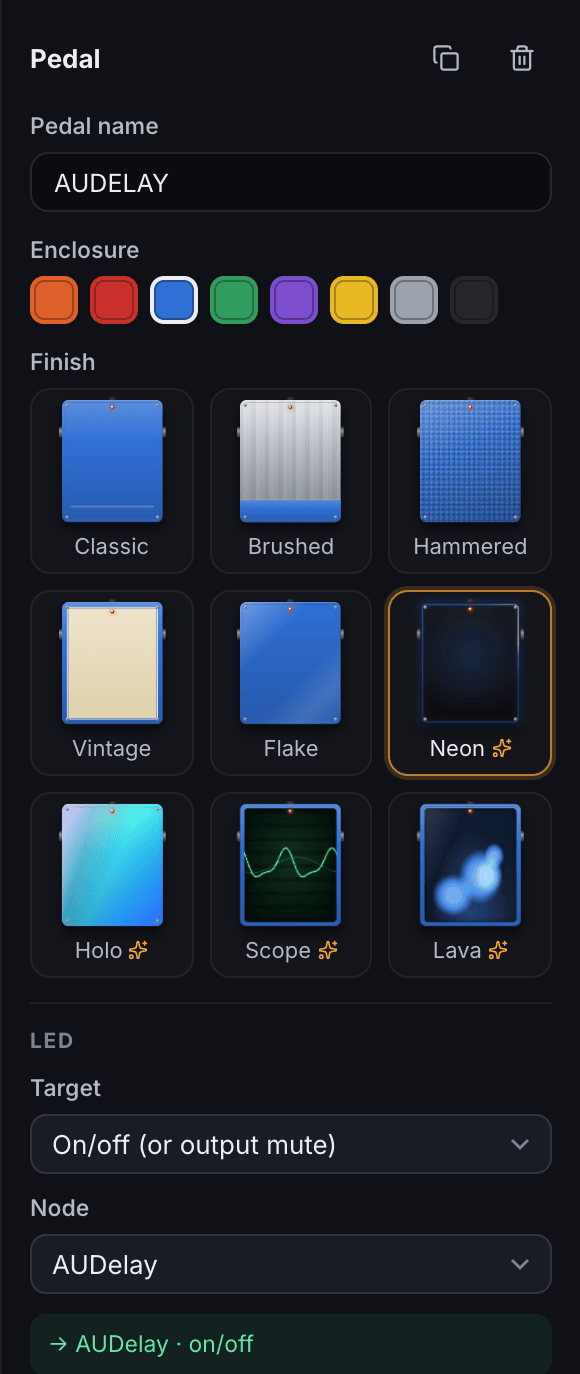 Pedal
Pedal name
AUDELAY
Enclosure
Finish
Classic
Brushed
Hammered
Vintage
Flake
Neon
Holo
Scope
Lava
LED
Target
On/off (or output mute)
Node
AUDelay
→ AUDelay · on/off